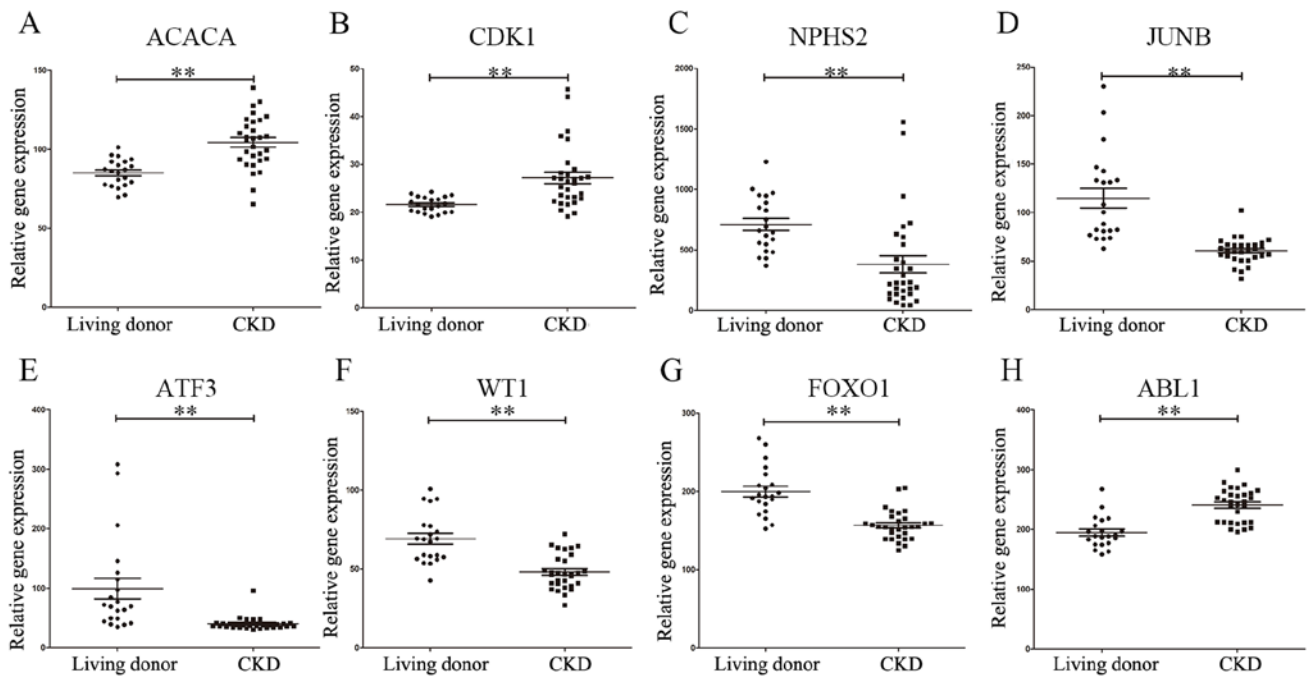 A
ACACA
**
Relative gene expression
150
100
50
0
Living donor CKD
B
CDK1
**
Relative gene expression
50
40
30
20
10
0
Living donor CKD
C
NPHS2
**
Relative gene expression
2000
1500
1000
500
0
Living donor CKD
D
JUNB
**
Relative gene expression
250
200
150
100
50
0
Living donor CKD
E
ATF3
**
Relative gene expression
400
300
200
100
0
Living donor CKD
F
WT1
**
Relative gene expression
150
100
50
0
Living donor CKD
G
FOXO1
**
Relative gene expression
300
200
100
0
Living donor CKD
H
ABL1
**
Relative gene expression
400
300
200
100
0
Living donor CKD